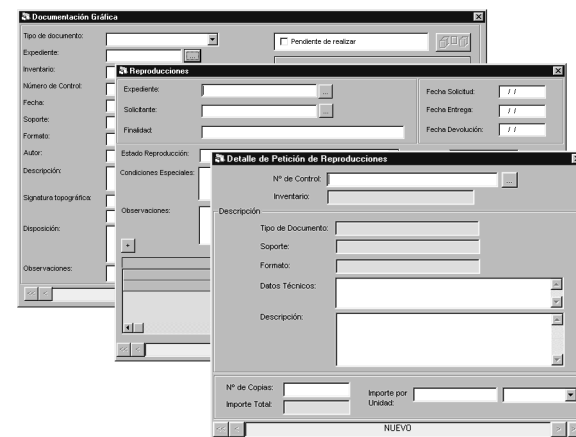 Documentación Gráfica
Tipo de documento:
Pendiente de realizar
Expediente:
...
Inventario:
Número de Control:
Fecha:
Soporte:
Formato:
Autor:
Descripción:
Signatura topográfica:
Disposición:
Observaciones:
<< <
Reproducciones
Expediente:
...
Fecha Solicitud: / /
Solicitante:
...
Fecha Entrega: / /
Finalidad:
Fecha Devolución: / /
Estado Reproducción:
Condiciones Especiales:
Observaciones:
+
<< <
Detalle de Petición de Reproducciones
Nº de Control:
...
Inventario:
Descripción
Tipo de Documento:
Soporte:
Formato:
Datos Técnicos:
Descripción:
Nº de Copias:
Importe por
Unidad:
Importe Total:
<< < NUEVO > >